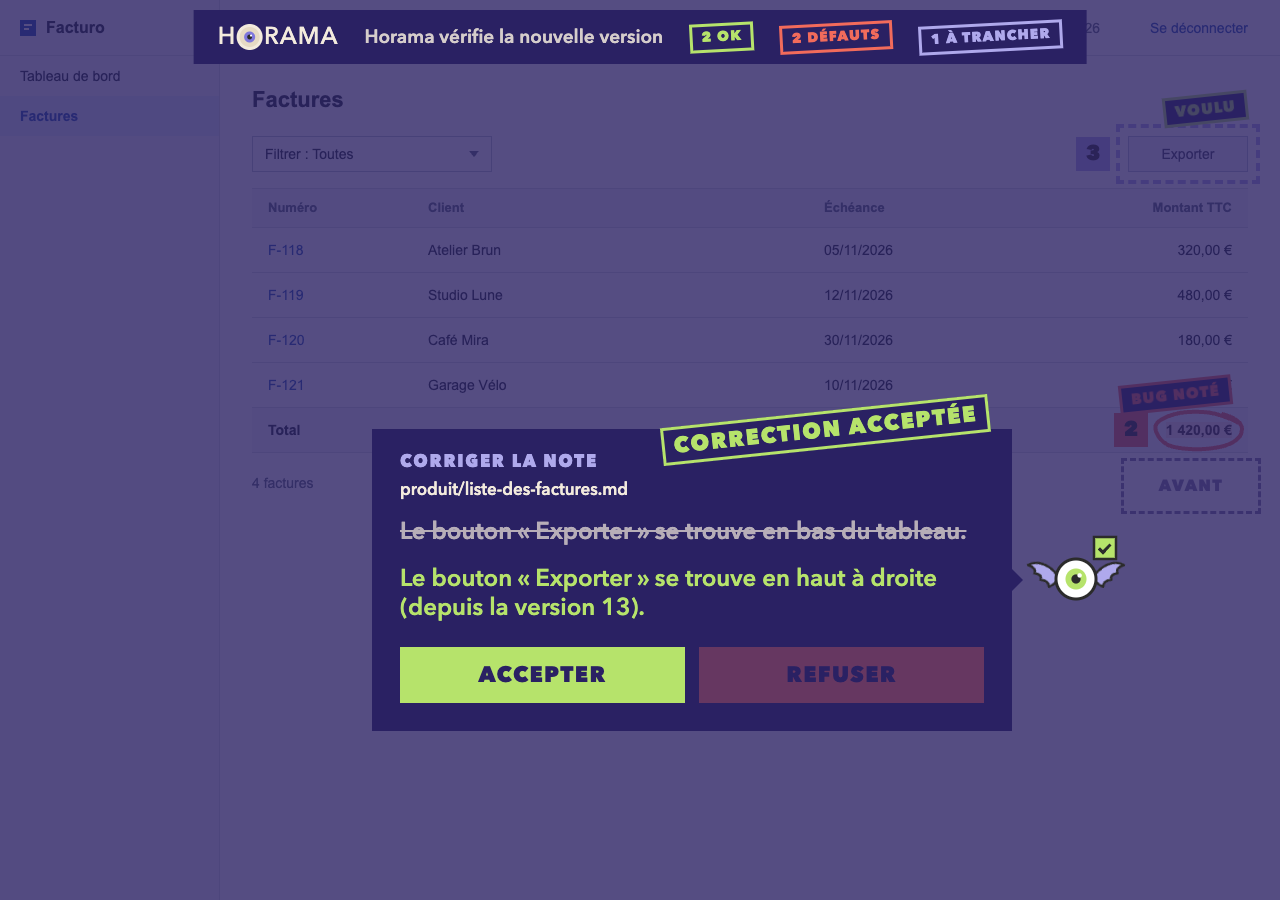 Facturo
HORAMA
Horama vérifie la nouvelle version
2 OK
2 DÉFAUTS
1 À TRANCHER
26
Se déconnecter
Tableau de bord
Factures
Factures
VOULU
Filtrer : Toutes
3
Exporter
Numéro Client Échéance Montant TTC
F-118 Atelier Brun 05/11/2026 320,00 €
F-119 Studio Lune 12/11/2026 480,00 €
F-120 Café Mira 30/11/2026 180,00 €
F-121 Garage Vélo 10/11/2026
BUG NOTÉ
Total 2 1 420,00 €
CORRECTION ACCEPTÉE
4 factures
AVANT
CORRIGER LA NOTE
produit/liste-des-factures.md
Le bouton « Exporter » se trouve en bas du tableau.
Le bouton « Exporter » se trouve en haut à droite
(depuis la version 13).
ACCEPTER
REFUSER